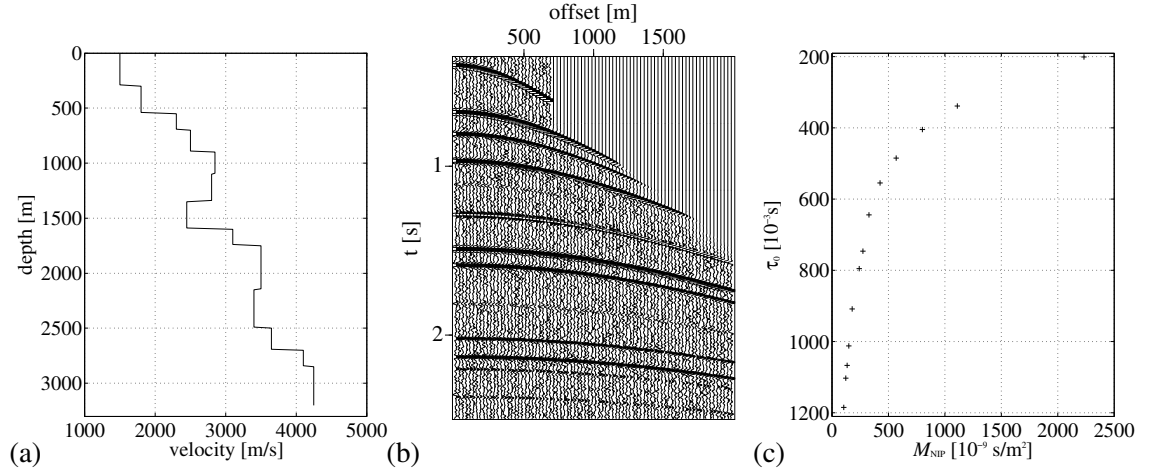 0
500
1000
1500
2000
2500
3000
depth [m]
1000 2000 3000 4000 5000
velocity [m/s]
(a)
offset [m]
500 1000 1500
1
2
t [s]
(b)
200
400
600
800
1000
1200
τ₀ [10⁻³s]
0 500 1000 1500 2000 2500
M_NIP [10⁻⁹ s/m²]
(c)